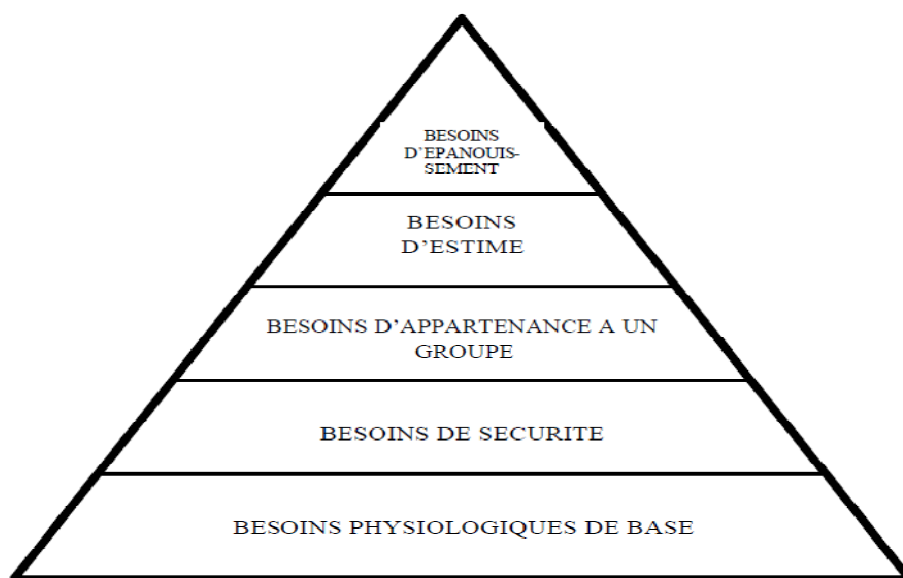 BESOINS
D'EPANOUIS-
SEMENT
BESOINS
D'ESTIME
BESOINS D'APPARTENANCE A UN
GROUPE
BESOINS DE SECURITE
BESOINS PHYSIOLOGIQUES DE BASE